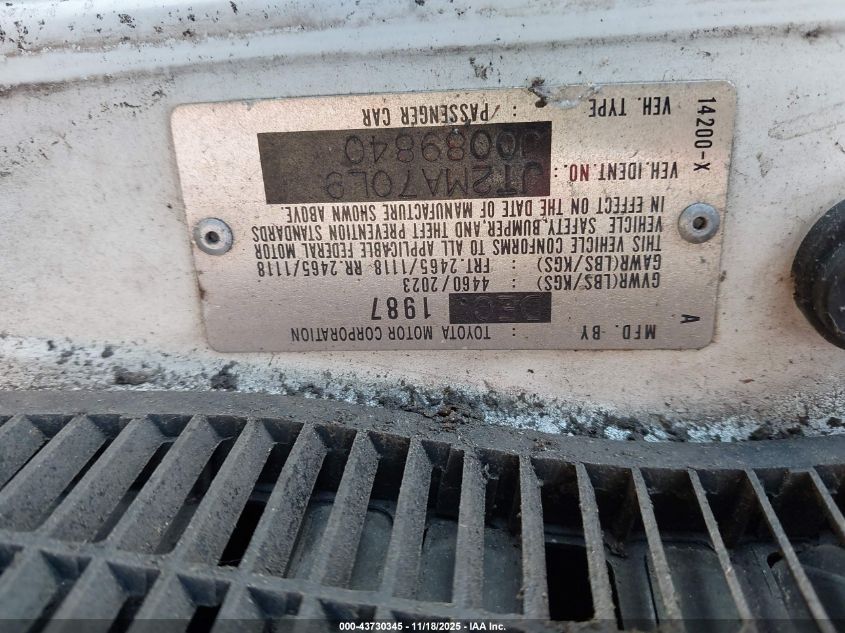 MFD. BY : TOYOTA MOTOR CORPORATION
A
DEC. 1987
GVWR(LBS/KGS) : 4460/2023
GAWR(LBS/KGS) : FRT.2465/1118 RR.2465/1118
THIS VEHICLE CONFORMS TO ALL APPLICABLE FEDERAL MOTOR
VEHICLE SAFETY,BUMPER,AND THEFT PREVENTION STANDARDS
IN EFFECT ON THE DATE OF MANUFACTURE SHOWN ABOVE.
VEH.IDENT.NO. : JT2MA70L9
J0089840
VEH. TYPE : /PASSENGER CAR
14200-X
000-43730345 - 11/18/2025 - IAA Inc.